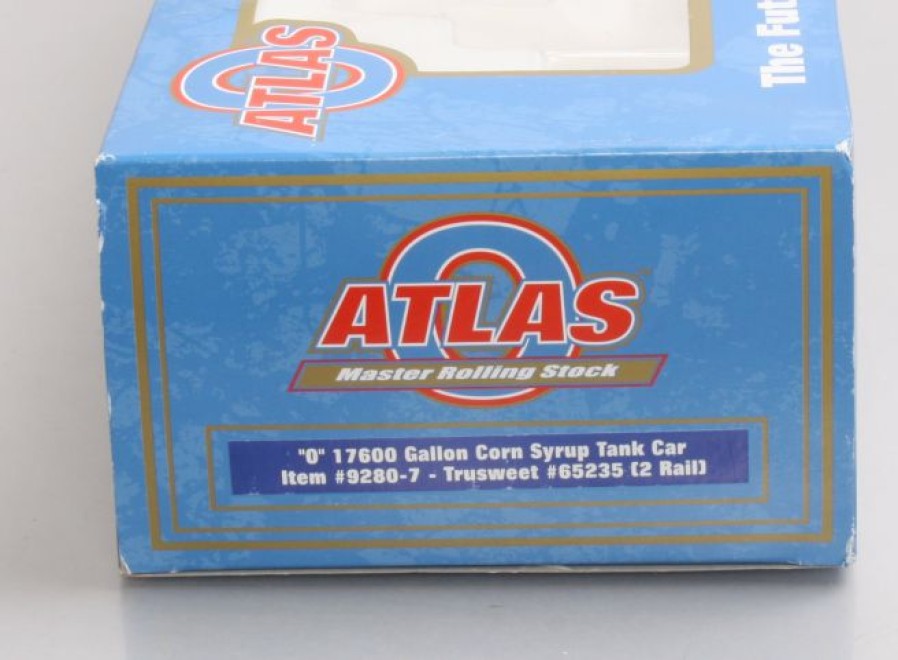 ATLAS
The Fut
ATLAS
Master Rolling Stock
"O" 17600 Gallon Corn Syrup Tank Car
Item #9280-7 - Trusweet #65235 (2 Rail)